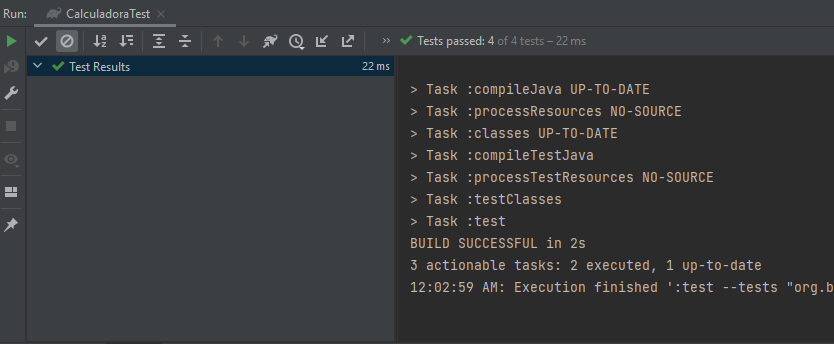 Run: CalculadoraTest
Tests passed: 4 of 4 tests – 22 ms
Test Results 22 ms
> Task :compileJava UP-TO-DATE
> Task :processResources NO-SOURCE
> Task :classes UP-TO-DATE
> Task :compileTestJava
> Task :processTestResources NO-SOURCE
> Task :testClasses
> Task :test
BUILD SUCCESSFUL in 2s
3 actionable tasks: 2 executed, 1 up-to-date
12:02:59 AM: Execution finished ':test --tests "org.b